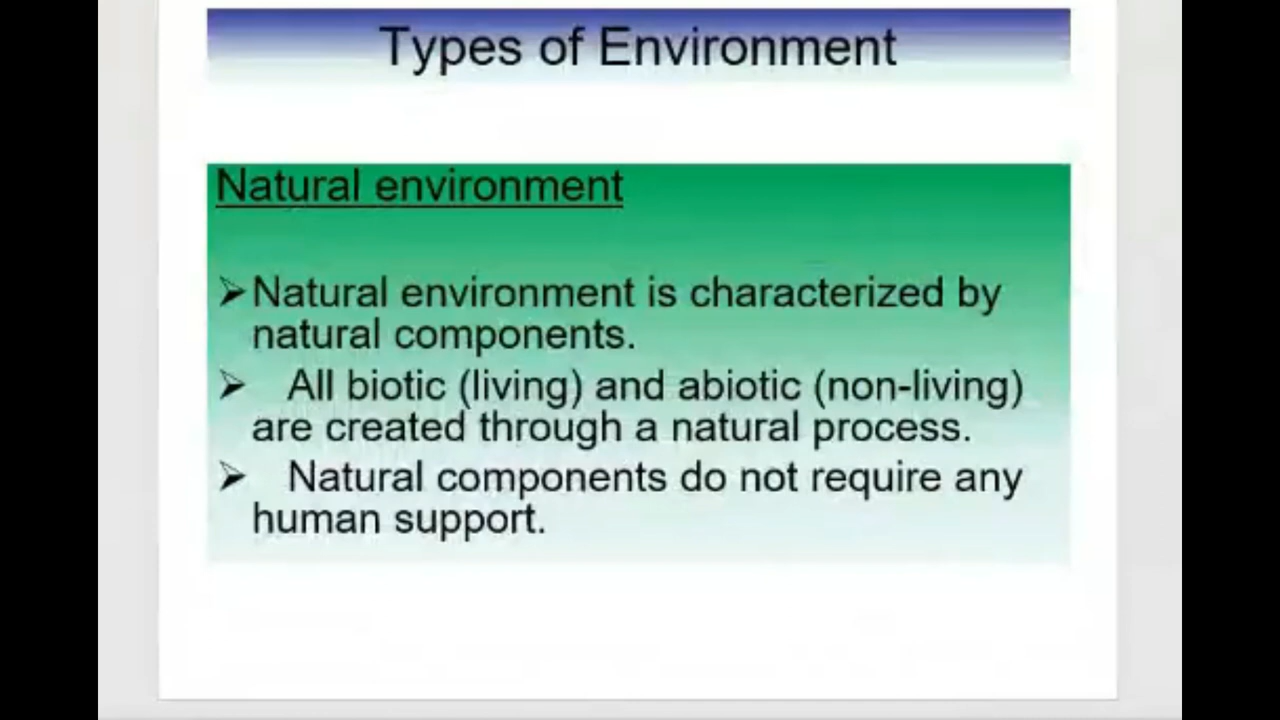 Types of Environment
Natural environment
➢Natural environment is characterized by
natural components.
➢ All biotic (living) and abiotic (non-living)
are created through a natural process.
➢ Natural components do not require any
human support.